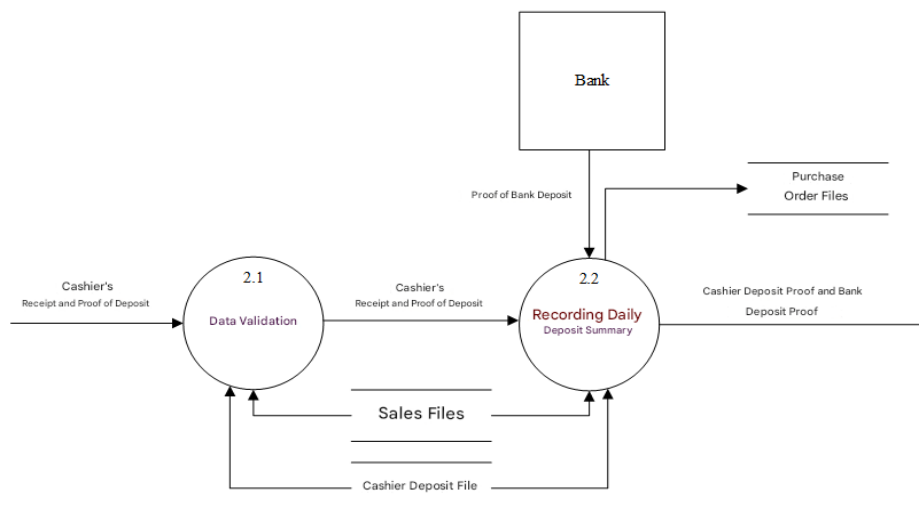 Bank
Proof of Bank Deposit
Purchase
Order Files
Cashier's
Receipt and Proof of Deposit
2.1
Data Validation
Cashier's
Receipt and Proof of Deposit
2.2
Recording Daily
Deposit Summary
Cashier Deposit Proof and Bank
Deposit Proof
Sales Files
Cashier Deposit File